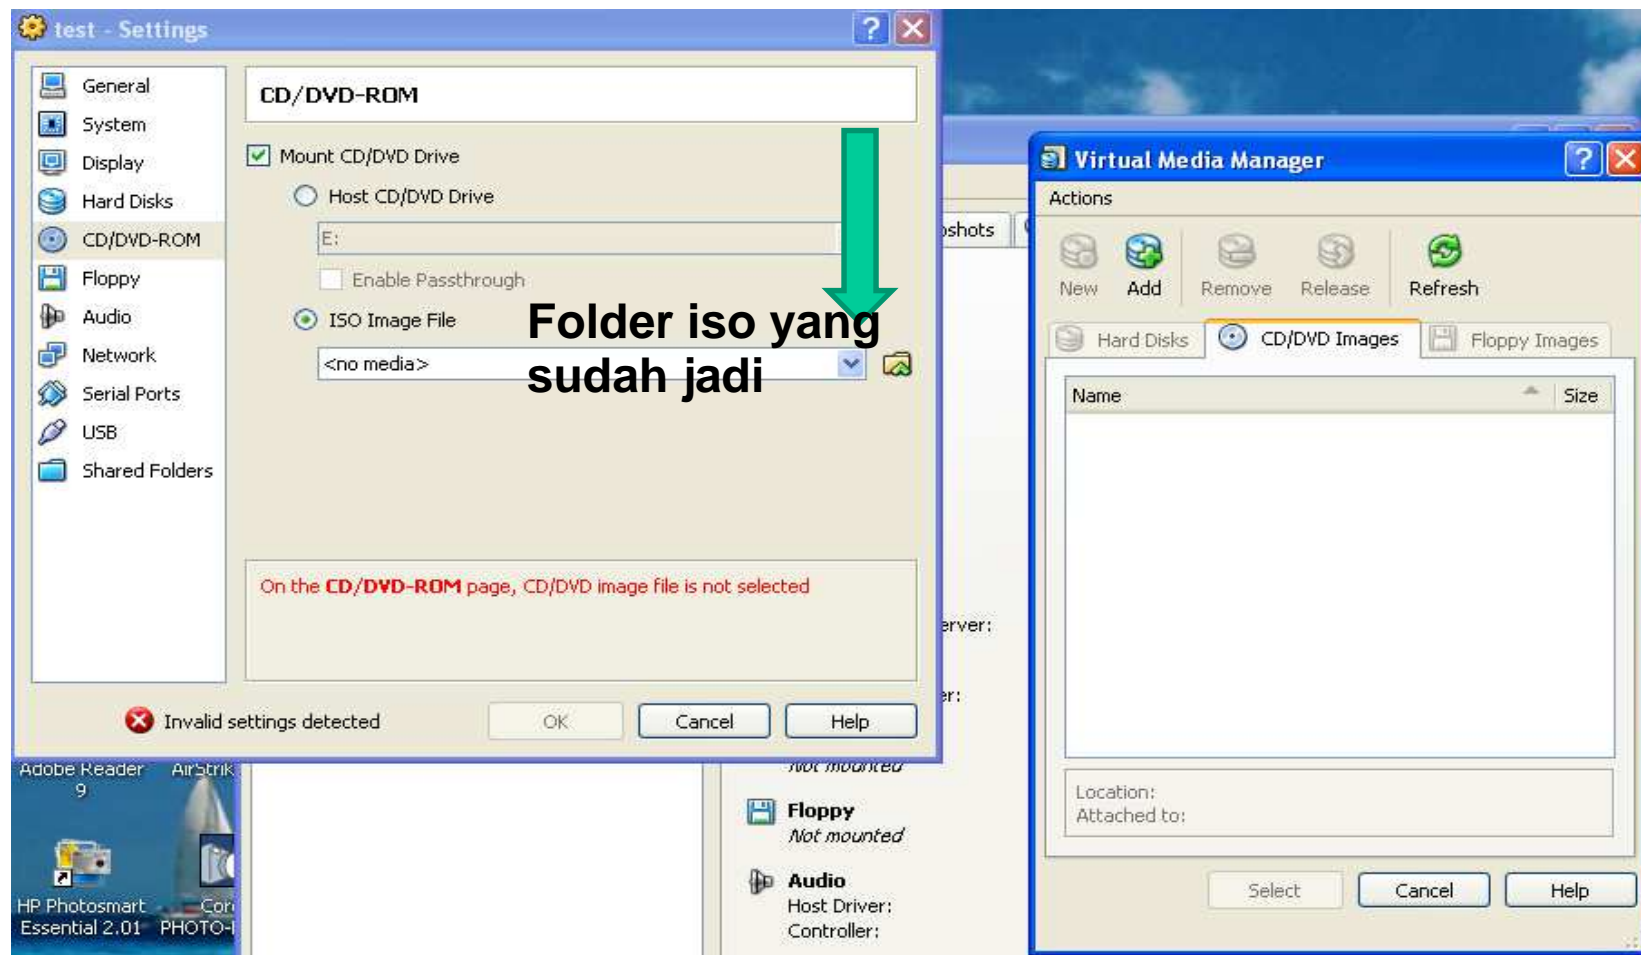 test - Settings
General
System
Display
Hard Disks
CD/DVD-ROM
Floppy
Audio
Network
Serial Ports
USB
Shared Folders
CD/DVD-ROM
Mount CD/DVD Drive
Host CD/DVD Drive
E:
Enable Passthrough
ISO Image File
<no media>
Folder iso yang
sudah jadi
On the CD/DVD-ROM page, CD/DVD image file is not selected
Invalid settings detected
OK
Cancel
Help
Virtual Media Manager
Actions
New
Add
Remove
Release
Refresh
Hard Disks
CD/DVD Images
Floppy Images
Name
Size
Location:
Attached to:
Select
Cancel
Help
Adobe Reader
9
HP Photosmart
Essential 2.01
Not mounted
Floppy
Not mounted
Audio
Host Driver:
Controller: